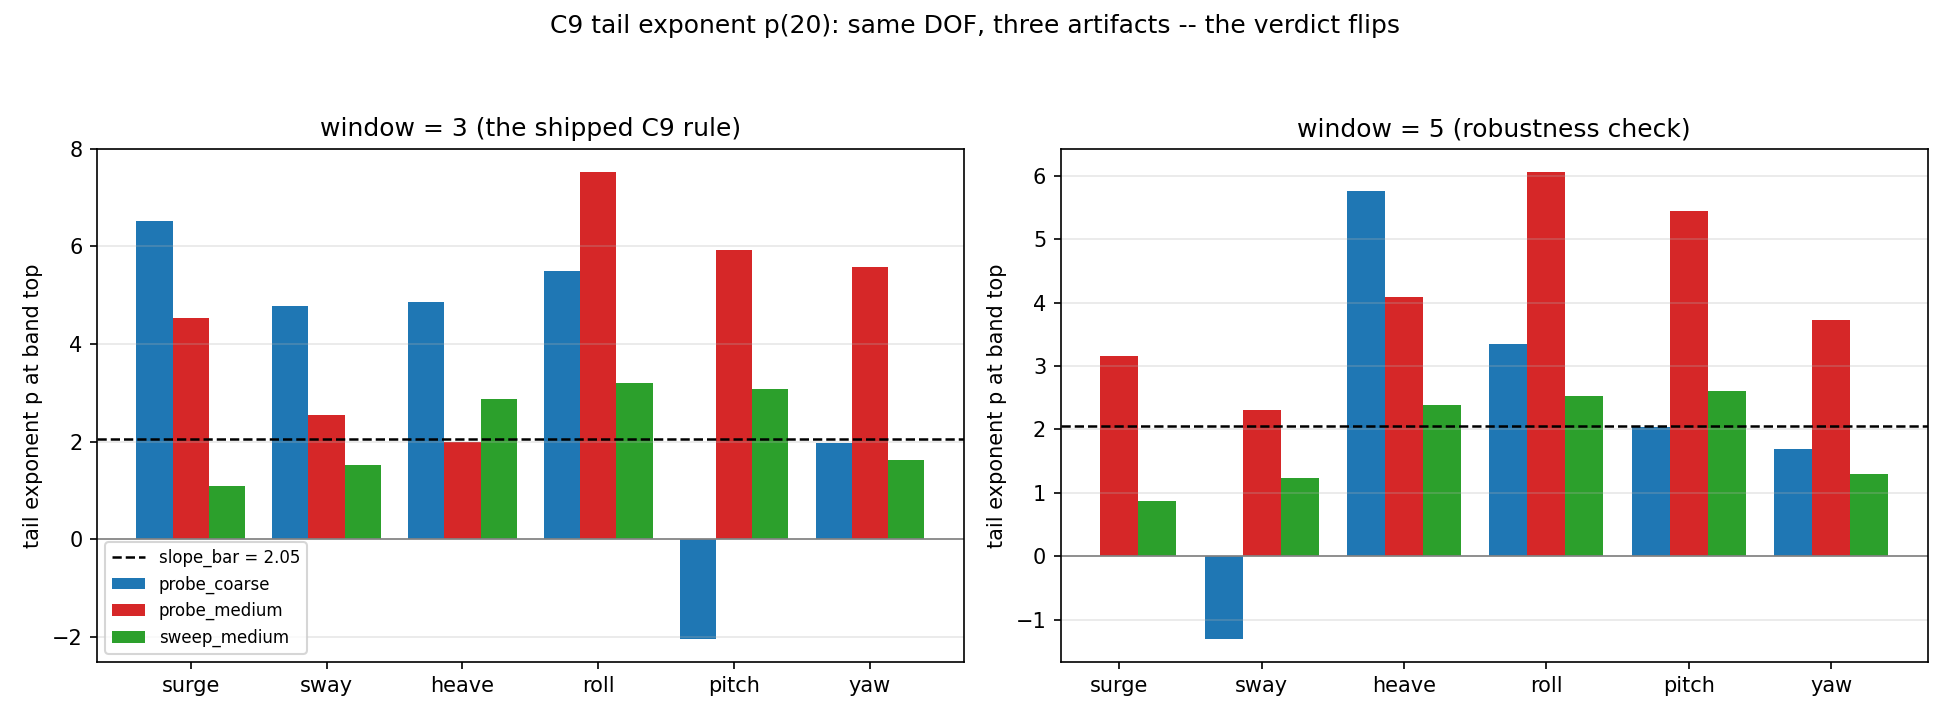 C9 tail exponent p(20): same DOF, three artifacts -- the verdict flips
window = 3 (the shipped C9 rule)
tail exponent p at band top
8
6
4
2
0
−2
surge sway heave roll pitch yaw
slope_bar = 2.05
probe_coarse
probe_medium
sweep_medium
window = 5 (robustness check)
tail exponent p at band top
6
5
4
3
2
1
0
−1
surge sway heave roll pitch yaw